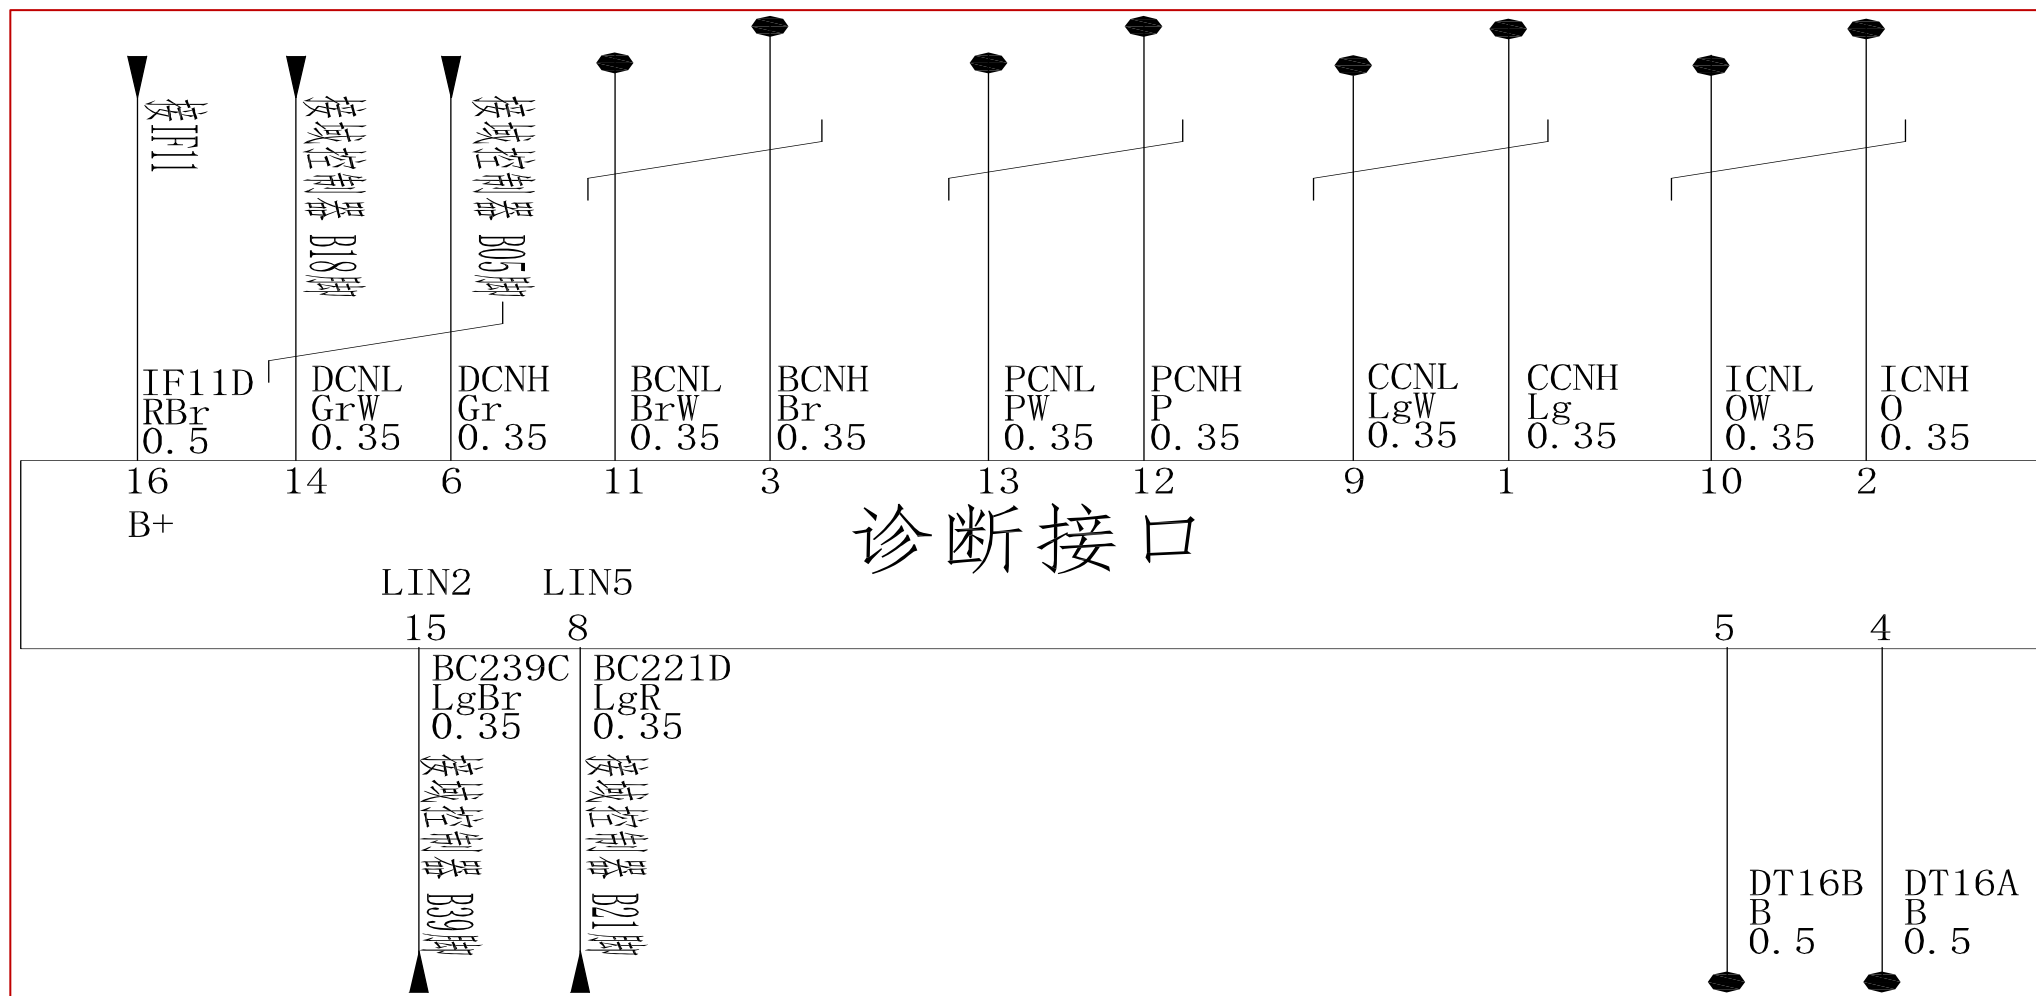 接IF11
接域控制器 B18脚
接域控制器 B05脚
IF11D
RBr
0.5
DCNL
GrW
0.35
DCNH
Gr
0.35
BCNL
BrW
0.35
BCNH
Br
0.35
PCNL
PW
0.35
PCNH
P
0.35
CCNL
LgW
0.35
CCNH
Lg
0.35
ICNL
OW
0.35
ICNH
O
0.35
16 14 6 11 3 13 12 9 1 10 2
B+
诊断接口
LIN2 LIN5
15 8 5 4
BC239C
LgBr
0.35
接域控制器 B39脚
BC221D
LgR
0.35
接域控制器 B21脚
DT16B
B
0.5
DT16A
B
0.5